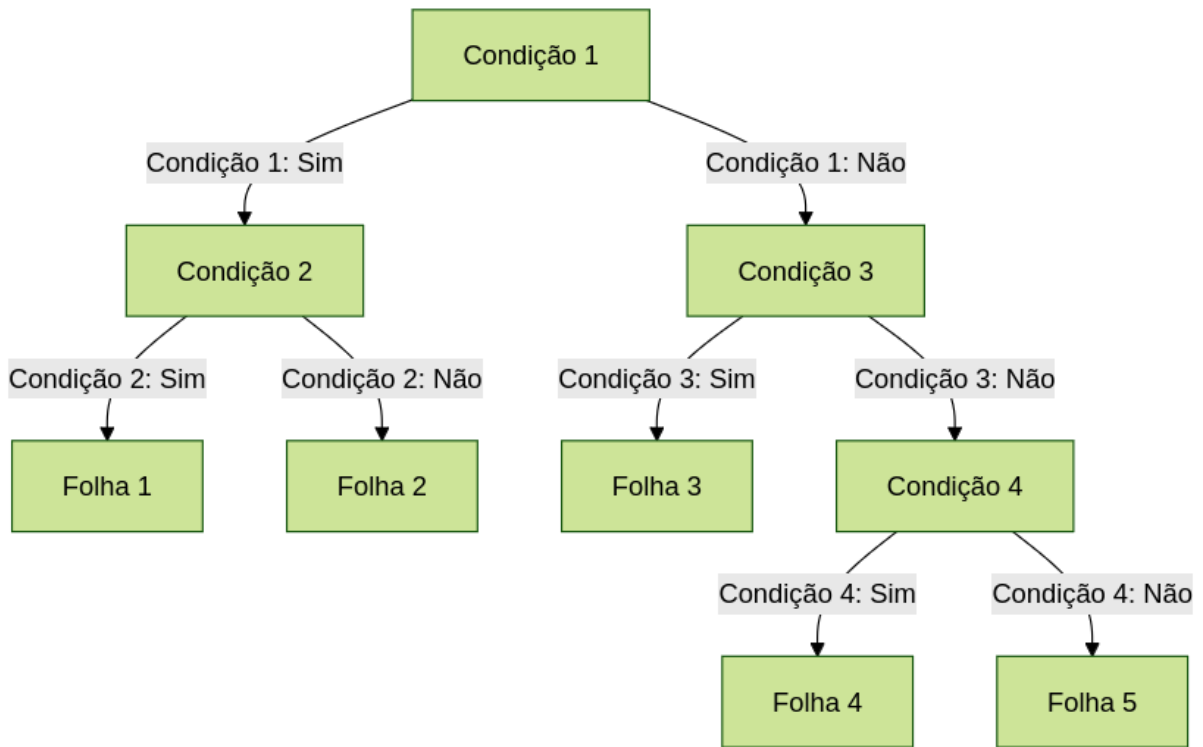 Condição 1
Condição 1: Sim
Condição 1: Não
Condição 2
Condição 3
Condição 2: Sim
Condição 2: Não
Condição 3: Sim
Condição 3: Não
Folha 1
Folha 2
Folha 3
Condição 4
Condição 4: Sim
Condição 4: Não
Folha 4
Folha 5